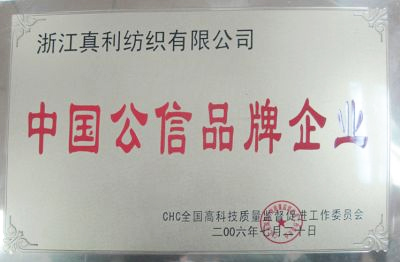 浙江真利纺织有限公司
中国公信品牌企业
CHC全国高科技质量监督促进工作委员会
二00六年七月二十日